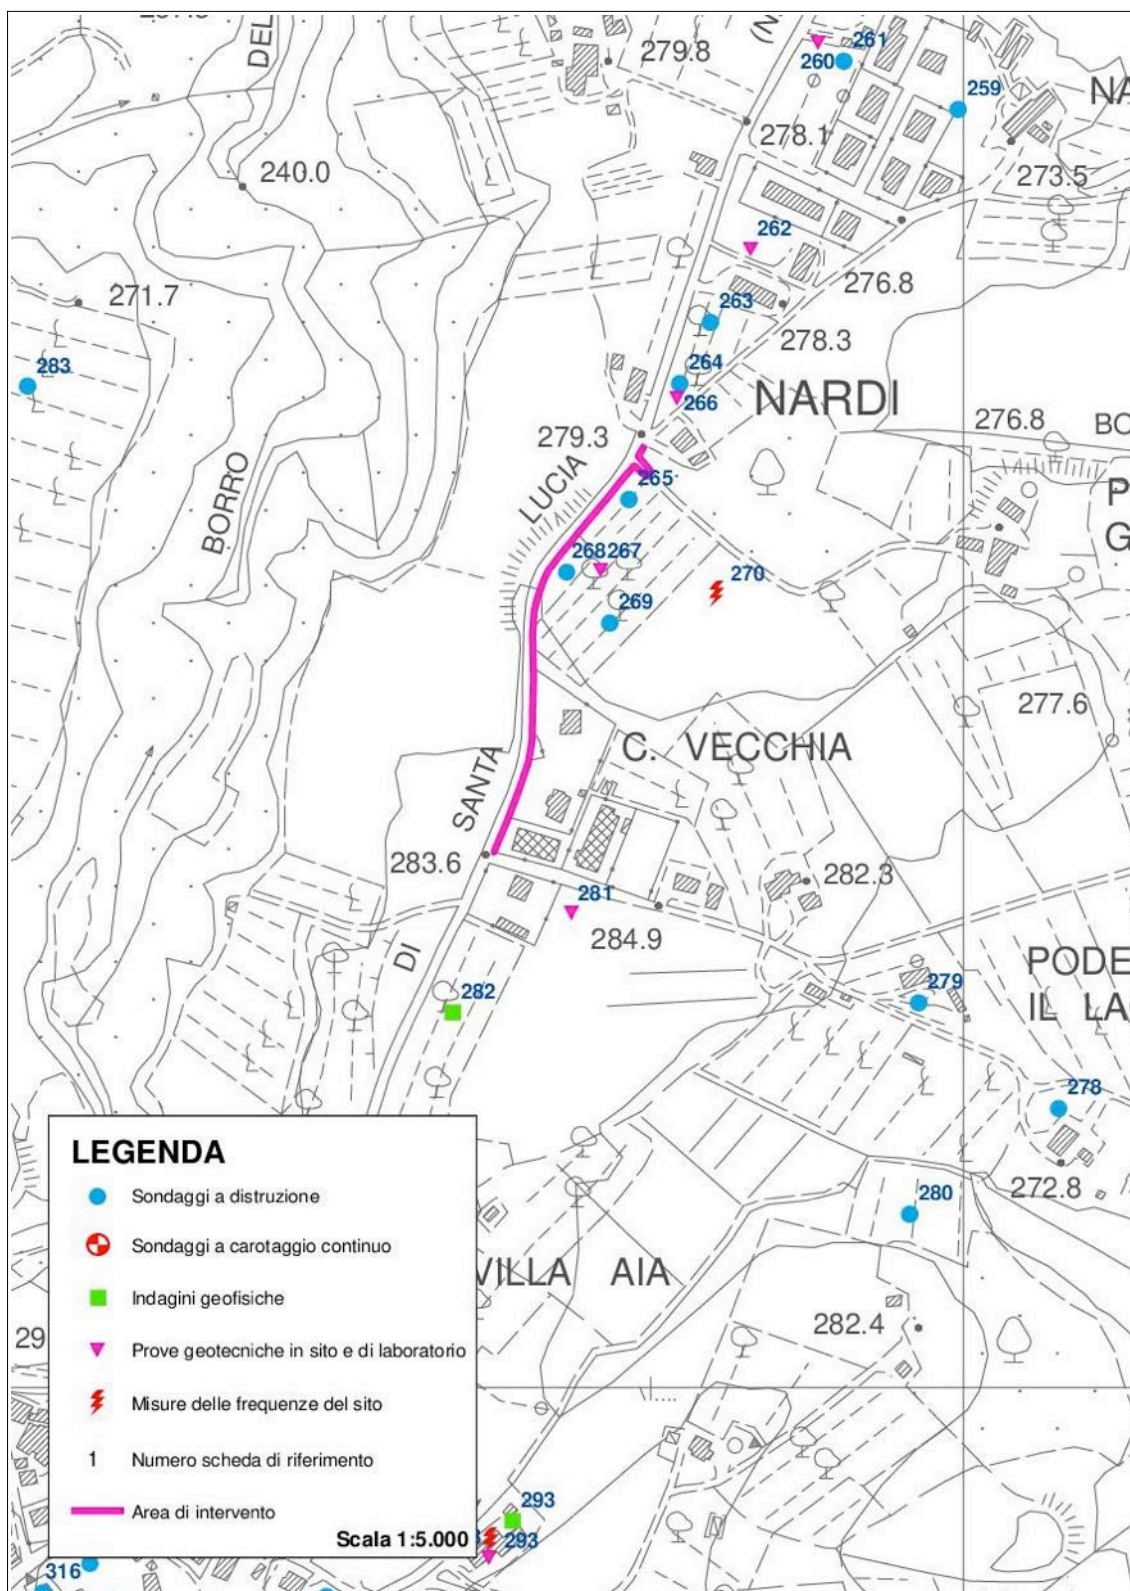 DEL
279.8
261
260
259
NA
278.1
240.0
273.5
262
276.8
271.7
263
278.3
283
264
266
NARDI
279.3
276.8
BO
LUCIA
265
P
G
BORRO
268
267
270
269
277.6
C. VECCHIA
SANTA
283.6
282.3
281
284.9
DI
PODE
IL LA
279
282
278
272.8
280
VILLA AIA
282.4
29
LEGENDA
Sondaggi a distruzione
Sondaggi a carotaggio continuo
Indagini geofisiche
Prove geotecniche in sito e di laboratorio
Misure delle frequenze del sito
1 Numero scheda di riferimento
Area di intervento
Scala 1:5.000
293
293
316